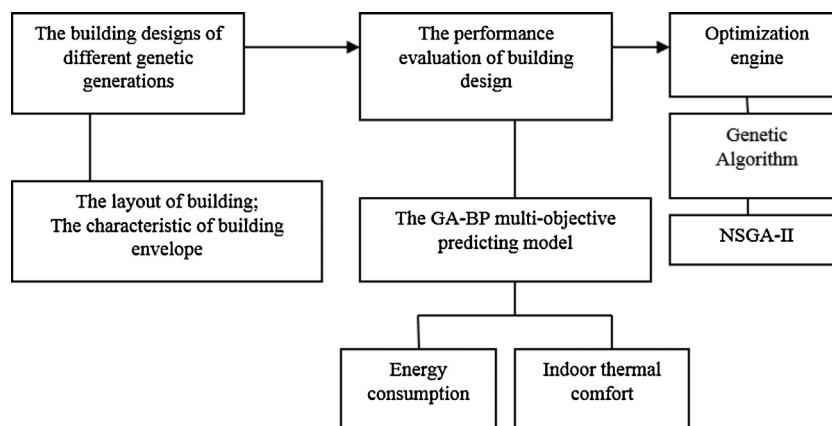 The building designs of
different genetic
generations
The performance
evaluation of building
design
Optimization
engine
Genetic
Algorithm
The layout of building;
The characteristic of building
envelope
The GA-BP multi-objective
predicting model
NSGA-II
Energy
consumption
Indoor thermal
comfort